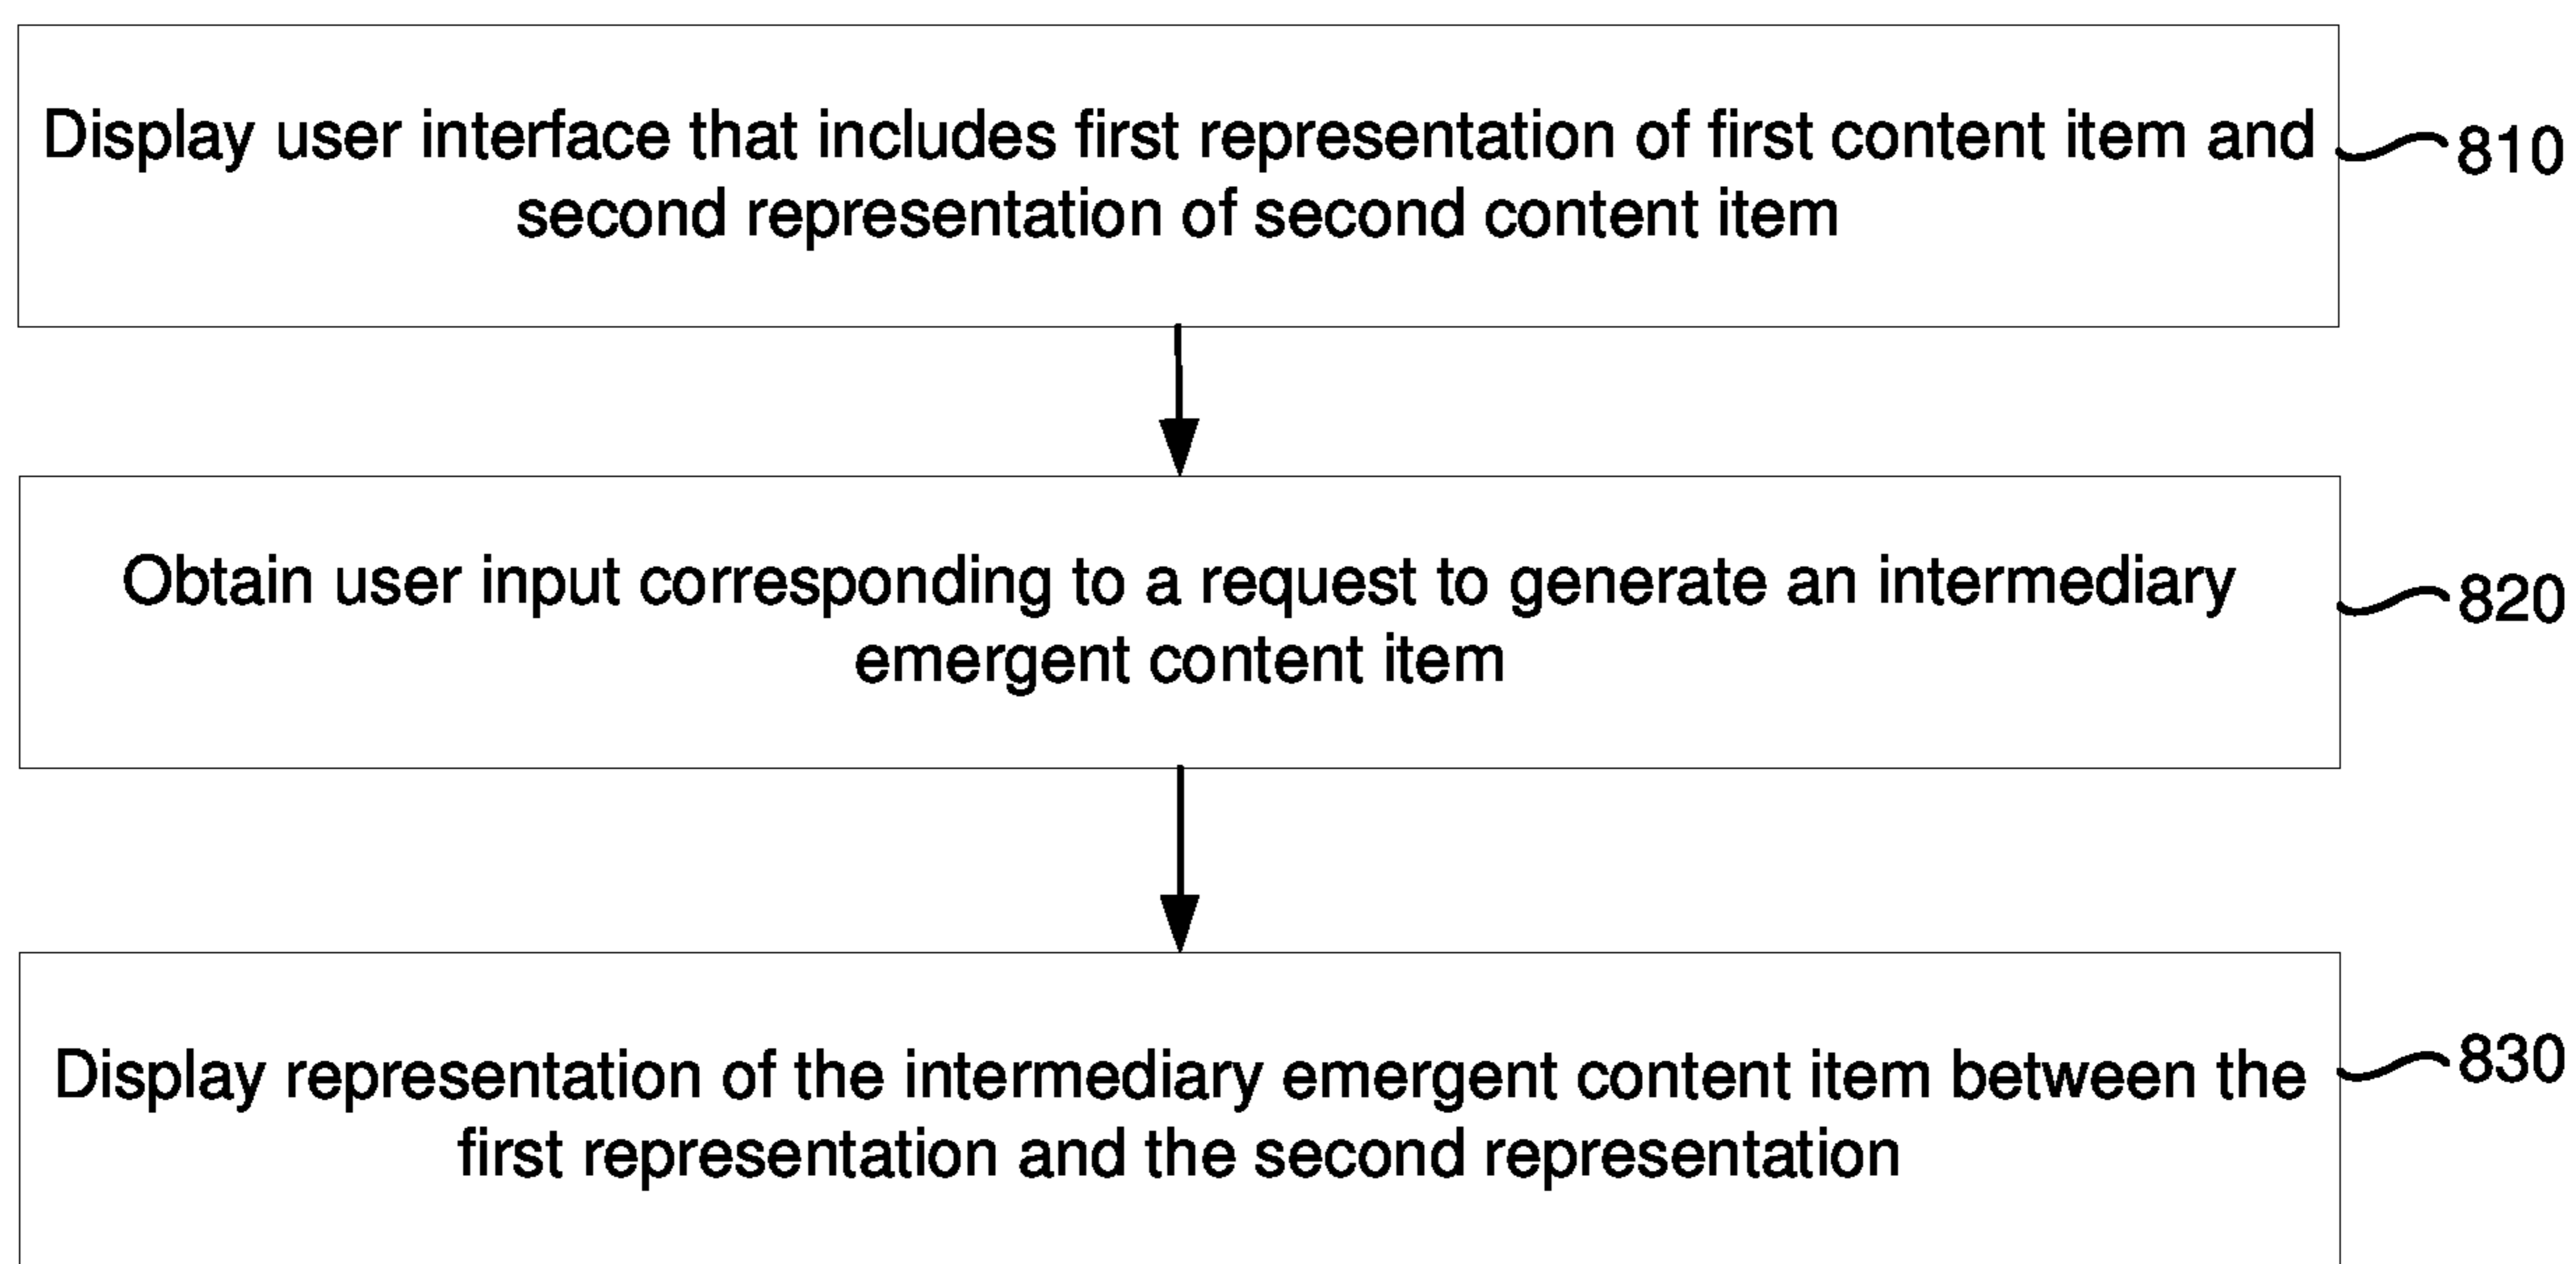 Display user interface that includes first representation of first content item and
second representation of second content item
810
Obtain user input corresponding to a request to generate an intermediary
emergent content item
820
Display representation of the intermediary emergent content item between the
first representation and the second representation
830